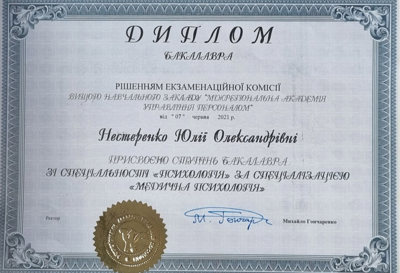 ДИПЛОМ
БАКАЛАВРА
РІШЕННЯМ ЕКЗАМЕНАЦІЙНОЇ КОМІСІЇ
ВИЩОГО НАВЧАЛЬНОГО ЗАКЛАДУ "МІЖРЕГІОНАЛЬНА АКАДЕМІЯ
УПРАВЛІННЯ ПЕРСОНАЛОМ"
від "07" червня 2021 р.
Нестеренко Юлії Олександрівні
ПРИСВОЄНО СТУПІНЬ БАКАЛАВРА
ЗІ СПЕЦІАЛЬНОСТІ «ПСИХОЛОГІЯ» ЗА СПЕЦІАЛІЗАЦІЄЮ
«МЕДИЧНА ПСИХОЛОГІЯ»
Ректор Михайло Гончаренко